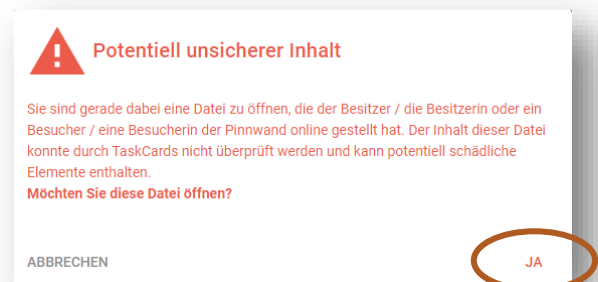 Potentiell unsicherer Inhalt
Sie sind gerade dabei eine Datei zu öffnen, die der Besitzer / die Besitzerin oder ein
Besucher / eine Besucherin der Pinnwand online gestellt hat. Der Inhalt dieser Datei
konnte durch TaskCards nicht überprüft werden und kann potentiell schädliche
Elemente enthalten.
Möchten Sie diese Datei öffnen?
ABBRECHEN JA